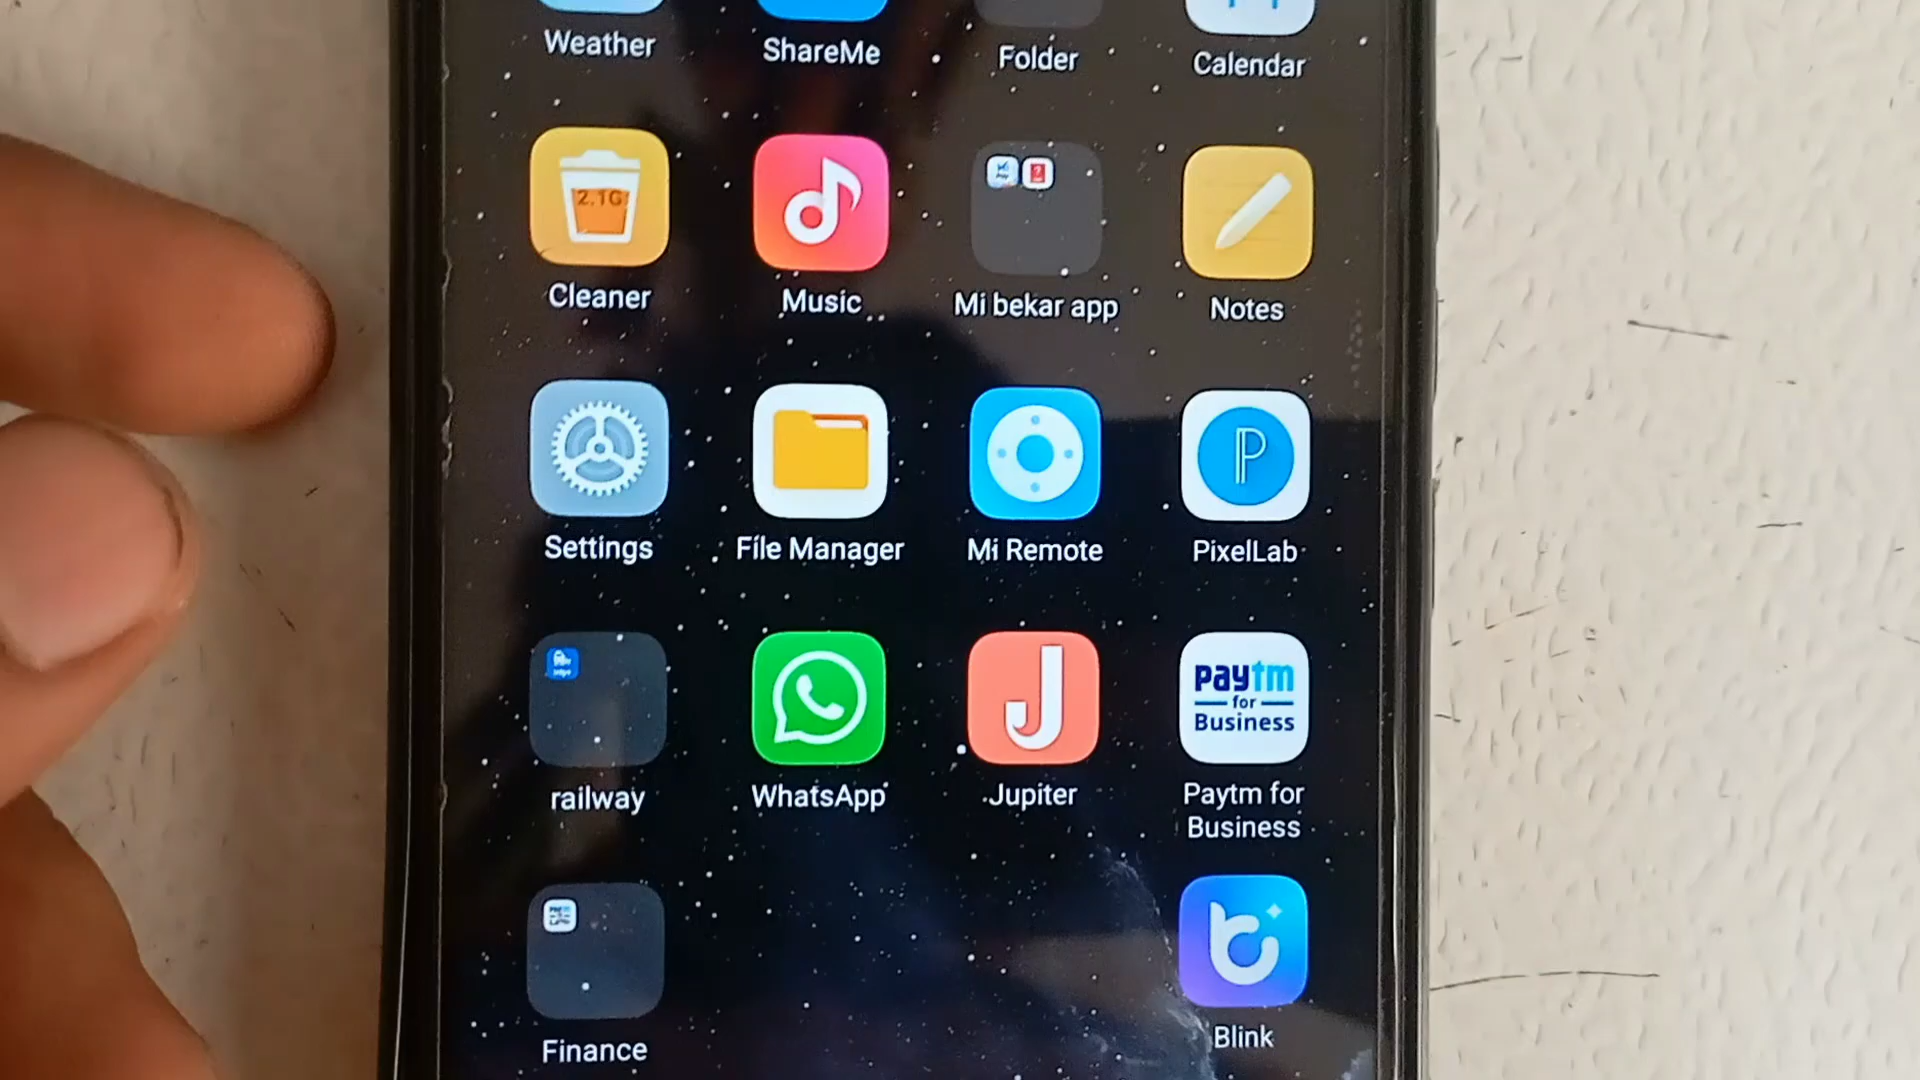 Weather
ShareMe
Folder
Calendar
2.1G
Cleaner
Music
Mi bekar app
Notes
Settings
File Manager
Mi Remote
PixelLab
railway
WhatsApp
J
Jupiter
paytm
for
Business
Paytm for
Business
Finance
Blink